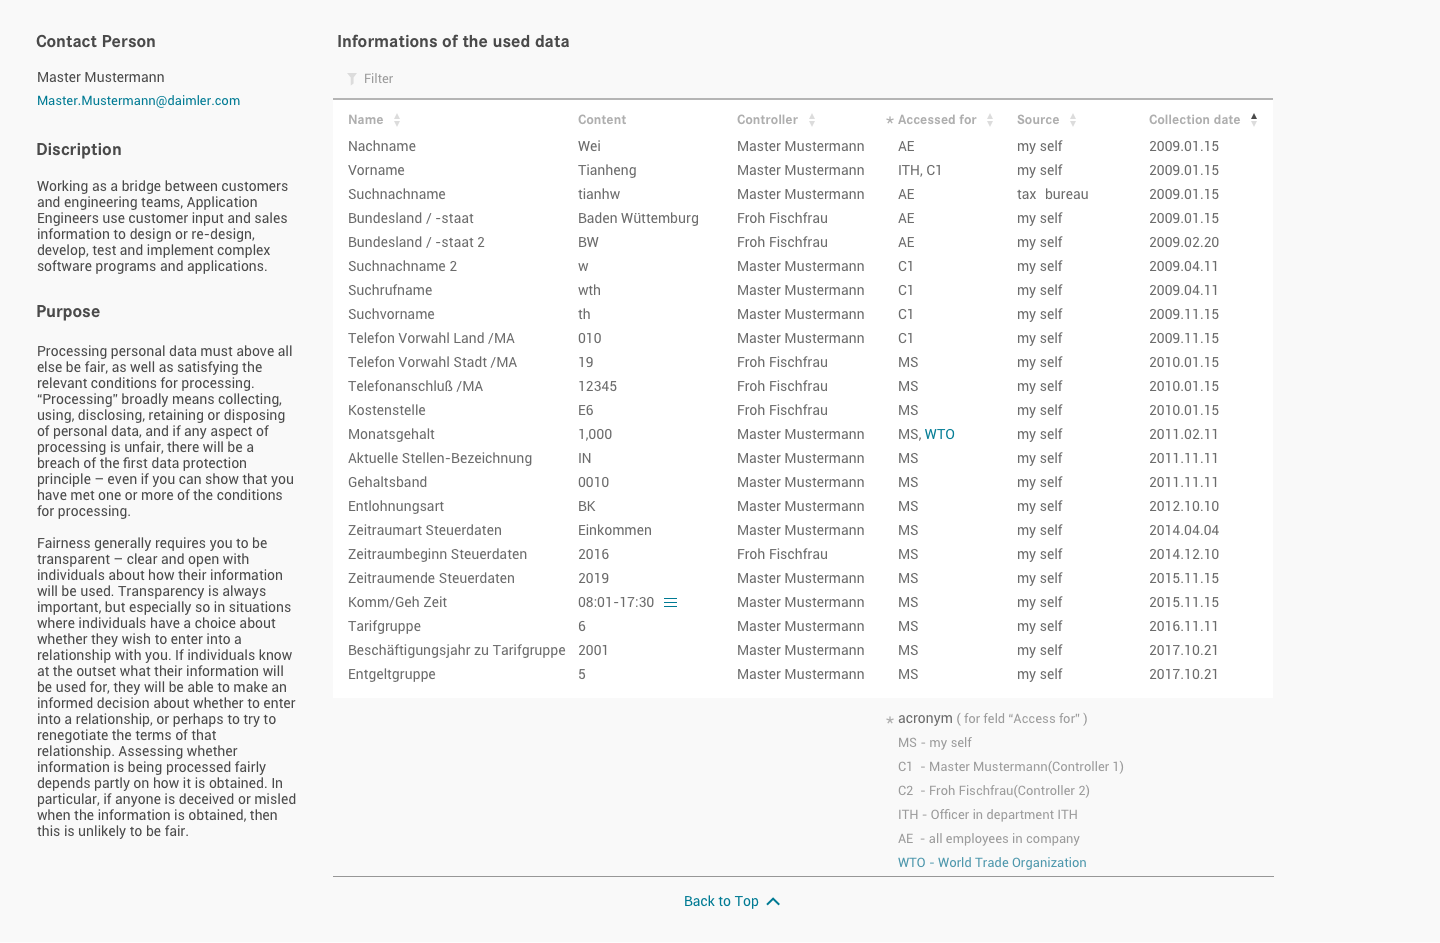 Contact Person
Master Mustermann
Master.Mustermann@daimler.com
Discription
Working as a bridge between customers
and engineering teams, Application
Engineers use customer input and sales
information to design or re-design,
develop, test and implement complex
software programs and applications.
Purpose
Processing personal data must above all
else be fair, as well as satisfying the
relevant conditions for processing.
“Processing” broadly means collecting,
using, disclosing, retaining or disposing
of personal data, and if any aspect of
processing is unfair, there will be a
breach of the first data protection
principle – even if you can show that you
have met one or more of the conditions
for processing.
Fairness generally requires you to be
transparent – clear and open with
individuals about how their information
will be used. Transparency is always
important, but especially so in situations
where individuals have a choice about
whether they wish to enter into a
relationship with you. If individuals know
at the outset what their information will
be used for, they will be able to make an
informed decision about whether to enter
into a relationship, or perhaps to try to
renegotiate the terms of that
relationship. Assessing whether
information is being processed fairly
depends partly on how it is obtained. In
particular, if anyone is deceived or misled
when the information is obtained, then
this is unlikely to be fair.
Informations of the used data
Filter
Name Content Controller * Accessed for Source Collection date
Nachname Wei Master Mustermann AE my self 2009.01.15
Vorname Tianheng Master Mustermann ITH, C1 my self 2009.01.15
Suchnachname tianhw Master Mustermann AE tax bureau 2009.01.15
Bundesland / -staat Baden Wüttemburg Froh Fischfrau AE my self 2009.01.15
Bundesland / -staat 2 BW Froh Fischfrau AE my self 2009.02.20
Suchnachname 2 w Master Mustermann C1 my self 2009.04.11
Suchrufname wth Master Mustermann C1 my self 2009.04.11
Suchvorname th Master Mustermann C1 my self 2009.11.15
Telefon Vorwahl Land /MA 010 Master Mustermann C1 my self 2009.11.15
Telefon Vorwahl Stadt /MA 19 Froh Fischfrau MS my self 2010.01.15
Telefonanschluß /MA 12345 Froh Fischfrau MS my self 2010.01.15
Kostenstelle E6 Froh Fischfrau MS my self 2010.01.15
Monatsgehalt 1,000 Master Mustermann MS, WTO my self 2011.02.11
Aktuelle Stellen-Bezeichnung IN Master Mustermann MS my self 2011.11.11
Gehaltsband 0010 Master Mustermann MS my self 2011.11.11
Entlohnungsart BK Master Mustermann MS my self 2012.10.10
Zeitraumart Steuerdaten Einkommen Master Mustermann MS my self 2014.04.04
Zeitraumbeginn Steuerdaten 2016 Froh Fischfrau MS my self 2014.12.10
Zeitraumende Steuerdaten 2019 Master Mustermann MS my self 2015.11.15
Komm/Geh Zeit 08:01-17:30 Master Mustermann MS my self 2015.11.15
Tarifgruppe 6 Master Mustermann MS my self 2016.11.11
Beschäftigungsjahr zu Tarifgruppe 2001 Master Mustermann MS my self 2017.10.21
Entgeltgruppe 5 Master Mustermann MS my self 2017.10.21
* acronym ( for feld “Access for” )
MS - my self
C1 - Master Mustermann(Controller 1)
C2 - Froh Fischfrau(Controller 2)
ITH - Officer in department ITH
AE - all employees in company
WTO - World Trade Organization
Back to Top